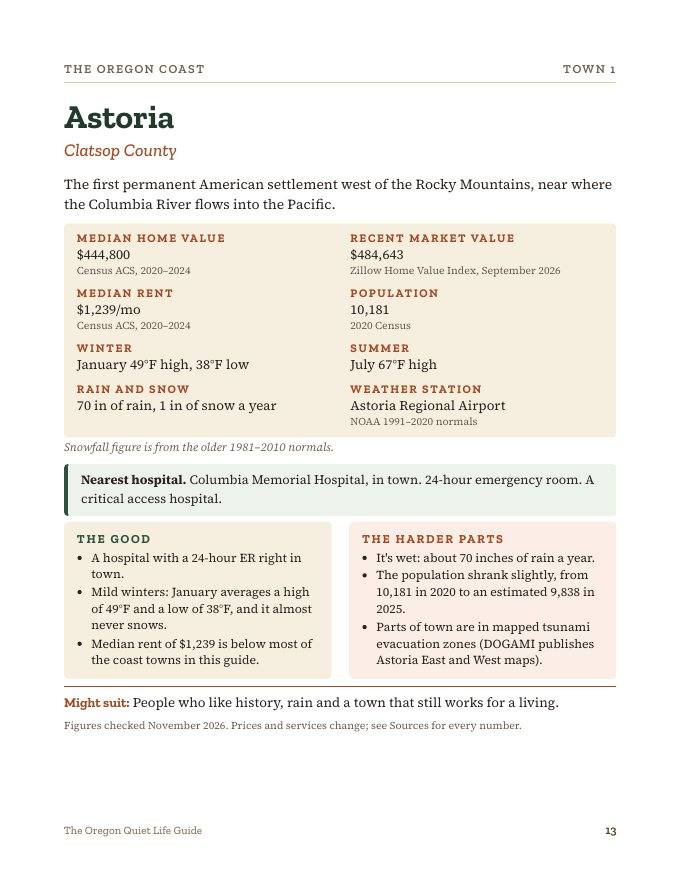 THE OREGON COAST
TOWN 1
Astoria
Clatsop County
The first permanent American settlement west of the Rocky Mountains, near where
the Columbia River flows into the Pacific.
MEDIAN HOME VALUE
$444,800
Census ACS, 2020–2024
RECENT MARKET VALUE
$484,643
Zillow Home Value Index, September 2026
MEDIAN RENT
$1,239/mo
Census ACS, 2020–2024
POPULATION
10,181
2020 Census
WINTER
January 49°F high, 38°F low
SUMMER
July 67°F high
RAIN AND SNOW
70 in of rain, 1 in of snow a year
WEATHER STATION
Astoria Regional Airport
NOAA 1991–2020 normals
Snowfall figure is from the older 1981–2010 normals.
Nearest hospital. Columbia Memorial Hospital, in town. 24-hour emergency room. A
critical access hospital.
THE GOOD
• A hospital with a 24-hour ER right in
town.
• Mild winters: January averages a high
of 49°F and a low of 38°F, and it almost
never snows.
• Median rent of $1,239 is below most of
the coast towns in this guide.
THE HARDER PARTS
• It's wet: about 70 inches of rain a year.
• The population shrank slightly, from
10,181 in 2020 to an estimated 9,838 in
2025.
• Parts of town are in mapped tsunami
evacuation zones (DOGAMI publishes
Astoria East and West maps).
Might suit: People who like history, rain and a town that still works for a living.
Figures checked November 2026. Prices and services change; see Sources for every number.
The Oregon Quiet Life Guide
13